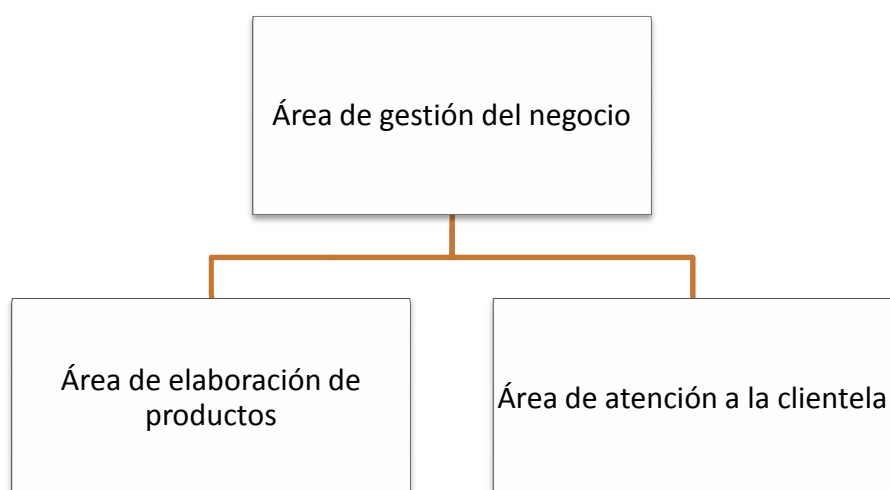 Área de gestión del negocio
Área de elaboración de
productos
Área de atención a la clientela